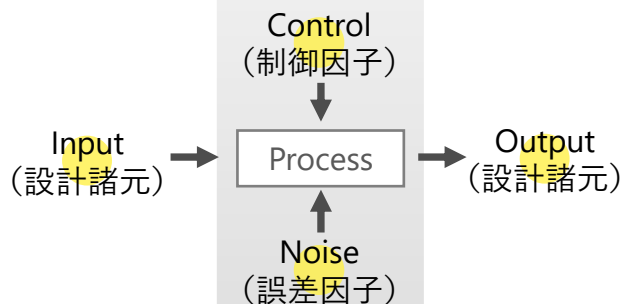 Control
（制御因子）
Input
（設計諸元）
Process
Output
（設計諸元）
Noise
（誤差因子）